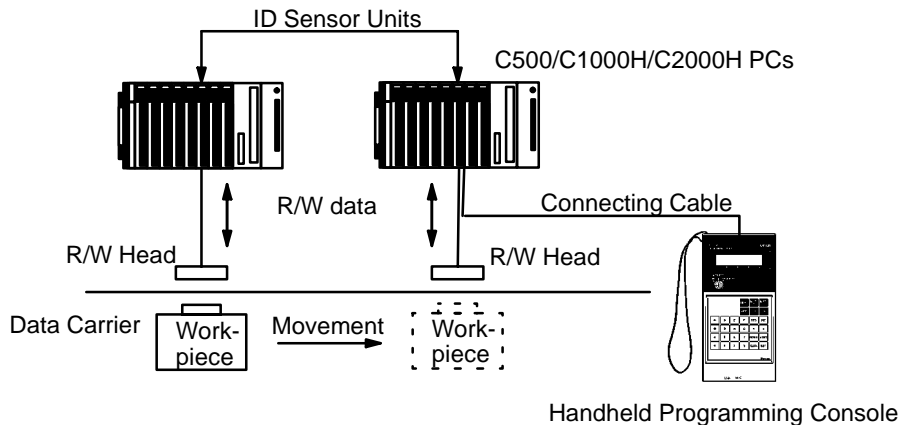 ID Sensor Units
C500/C1000H/C2000H PCs
R/W data
Connecting Cable
R/W Head
R/W Head
Data Carrier
Work-
piece
Movement
Work-
piece
Handheld Programming Console